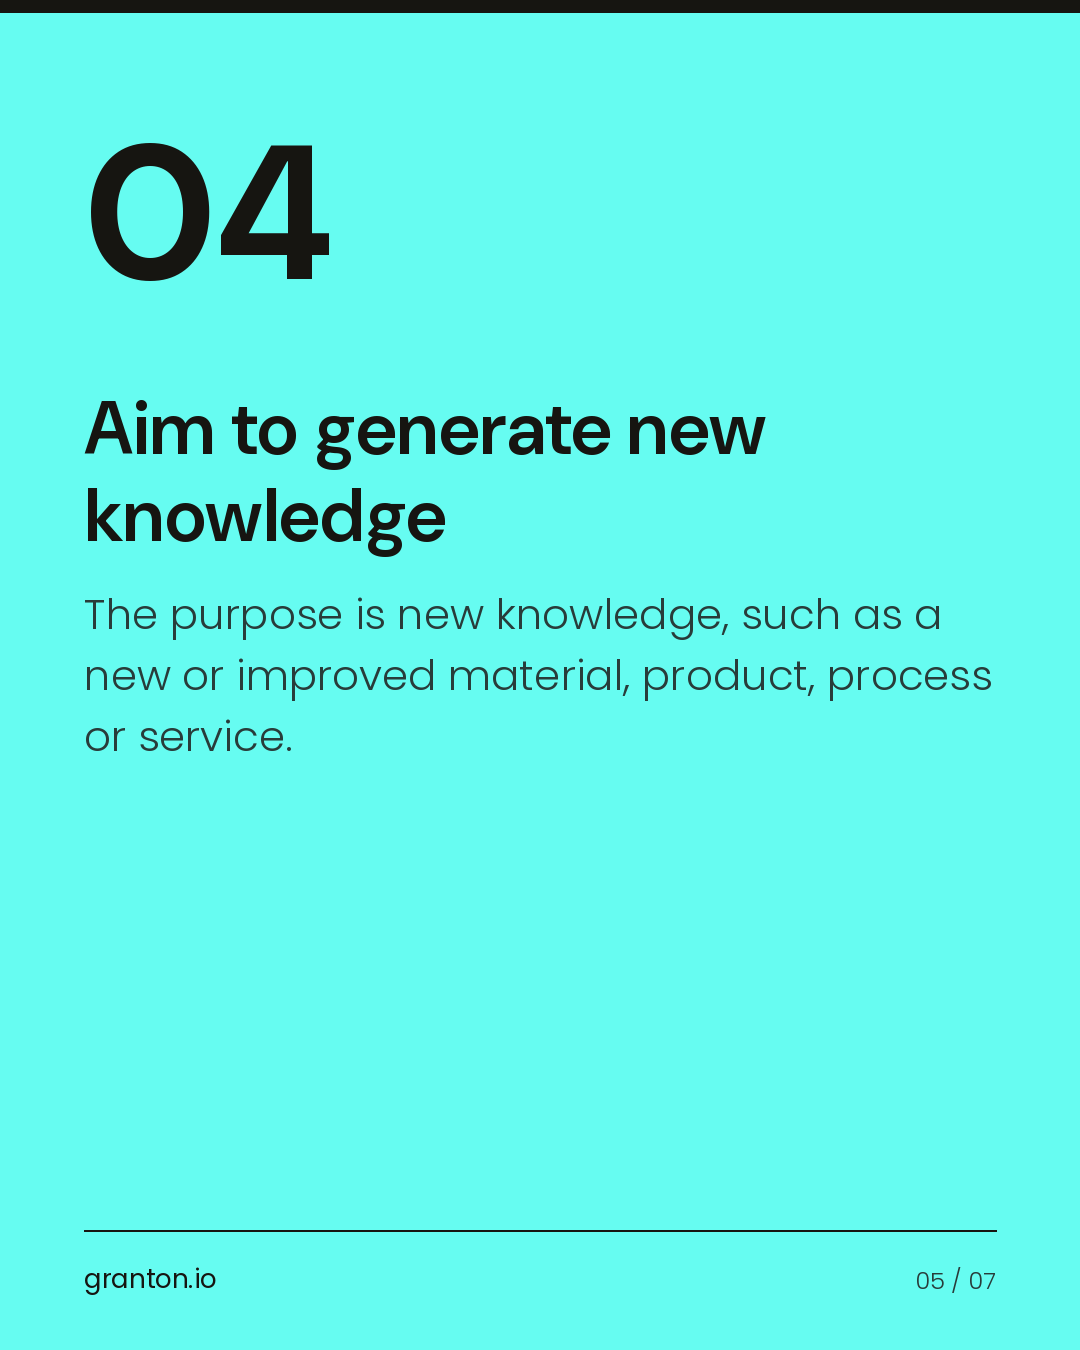 04
Aim to generate new
knowledge
The purpose is new knowledge, such as a
new or improved material, product, process
or service.
granton.io
05 / 07